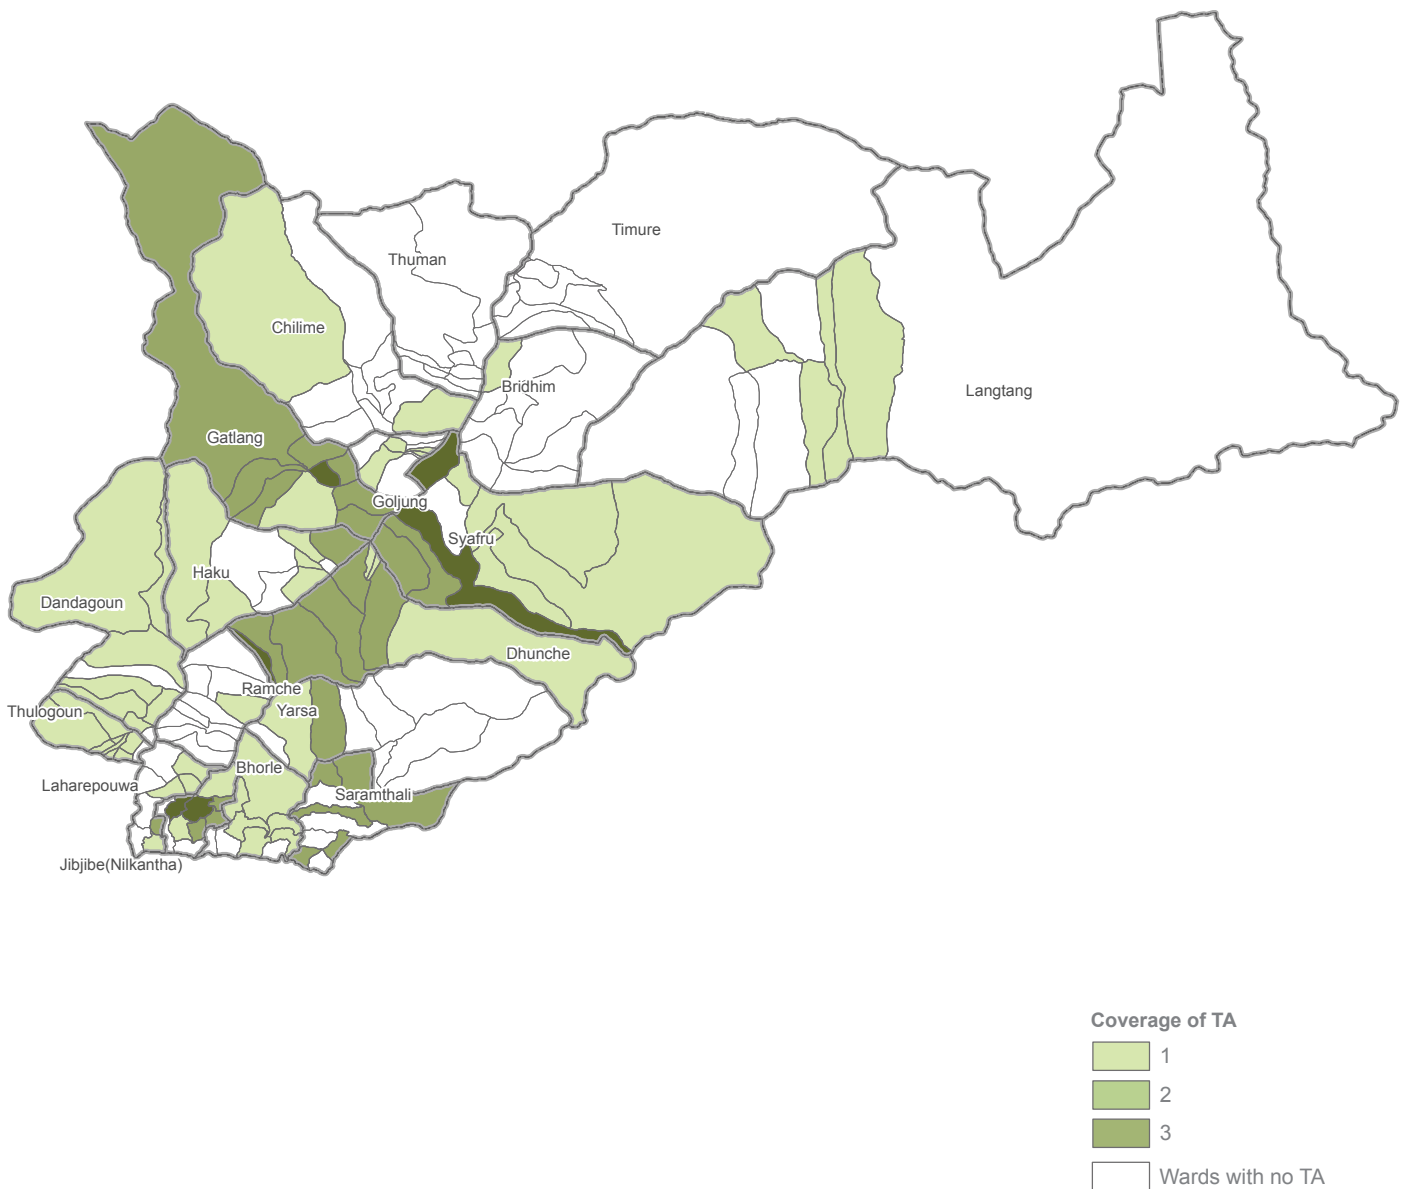 Timure
Thuman
Chilime
Bridhim
Langtang
Gatlang
Goljung
Syafru
Haku
Dandagoun
Dhunche
Ramche
Yarsa
Thulogoun
Bhorle
Laharepouwa
Saramthali
Jibjibe(Nilkantha)
Coverage of TA
1
2
3
Wards with no TA